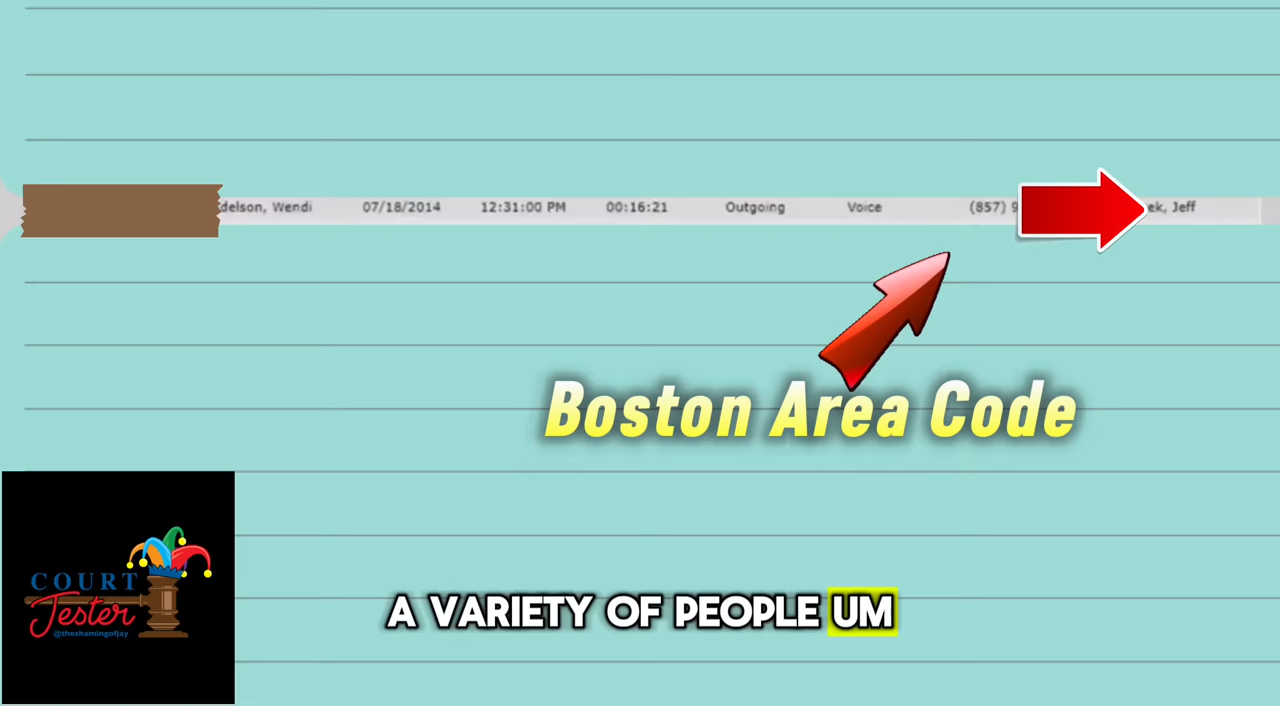 delson, Wendi 07/18/2014 12:31:00 PM 00:16:21 Outgoing Voice (857) 9 ek, Jeff
Boston Area Code
COURT
Jester
@theshamingofjay
A VARIETY OF PEOPLE UM